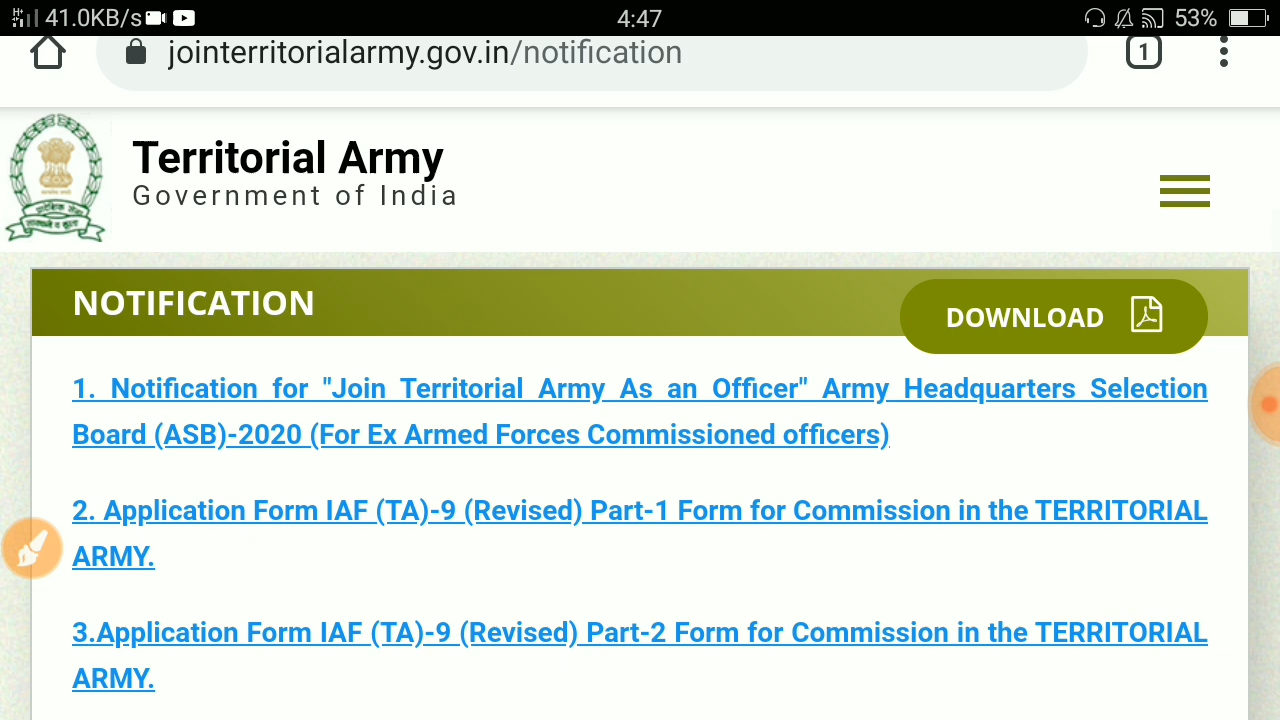 H+ 41.0KB/s 4:47 53%
jointerritorialarmy.gov.in/notification 1
Territorial Army
Government of India
NOTIFICATION
DOWNLOAD
1. Notification for "Join Territorial Army As an Officer" Army Headquarters Selection
Board (ASB)-2020 (For Ex Armed Forces Commissioned officers)
2. Application Form IAF (TA)-9 (Revised) Part-1 Form for Commission in the TERRITORIAL
ARMY.
3.Application Form IAF (TA)-9 (Revised) Part-2 Form for Commission in the TERRITORIAL
ARMY.